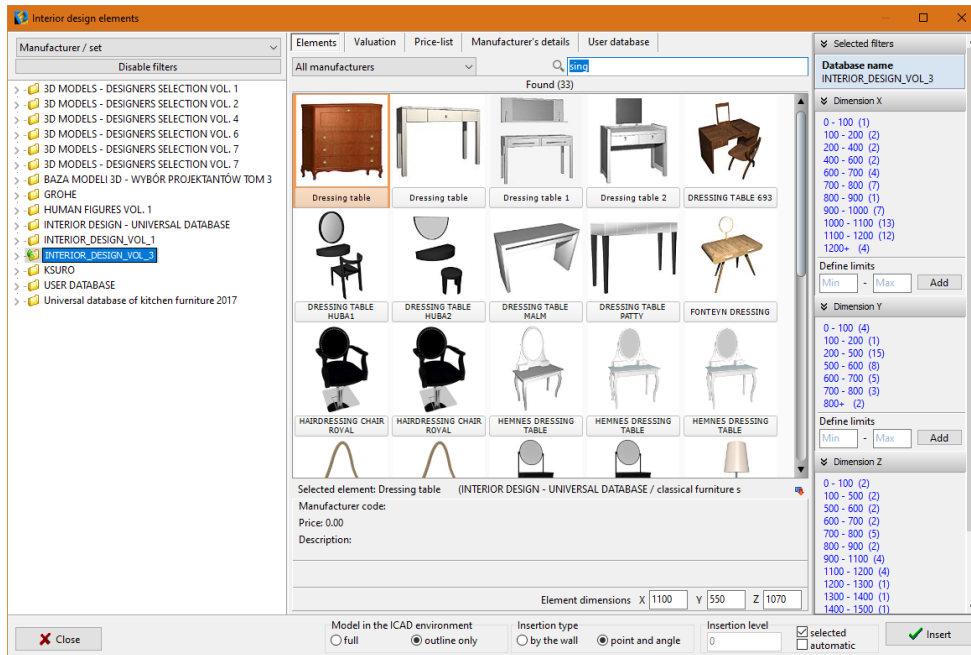 Interior design elements
Manufacturer / set
Disable filters
3D MODELS - DESIGNERS SELECTION VOL. 1
3D MODELS - DESIGNERS SELECTION VOL. 2
3D MODELS - DESIGNERS SELECTION VOL. 4
3D MODELS - DESIGNERS SELECTION VOL. 6
3D MODELS - DESIGNERS SELECTION VOL. 7
3D MODELS - DESIGNERS SELECTION VOL. 7
BAZA MODELI 3D - WYBÓR PROJEKTANTÓW TOM 3
GROHE
HUMAN FIGURES VOL. 1
INTERIOR DESIGN - UNIVERSAL DATABASE
INTERIOR_DESIGN_VOL_1
INTERIOR_DESIGN_VOL_3
KSURO
USER DATABASE
Universal database of kitchen furniture 2017
Elements Valuation Price-list Manufacturer's details User database
All manufacturers sing
Found (33)
Dressing table Dressing table Dressing table 1 Dressing table 2 DRESSING TABLE 693
DRESSING TABLE HUBA1
DRESSING TABLE HUBA2
DRESSING TABLE MALM
DRESSING TABLE PATTY
FONTEYN DRESSING
HAIRDRESSING CHAIR ROYAL
HAIRDRESSING CHAIR ROYAL
HEMNES DRESSING TABLE
HEMNES DRESSING TABLE
HEMNES DRESSING TABLE
Selected element: Dressing table (INTERIOR DESIGN - UNIVERSAL DATABASE / classical furniture s
Manufacturer code:
Price: 0.00
Description:
Element dimensions X 1100 Y 550 Z 1070
Selected filters
Database name
INTERIOR_DESIGN_VOL_3
Dimension X
0 - 100 (1)
100 - 200 (2)
200 - 400 (2)
400 - 600 (2)
600 - 700 (4)
700 - 800 (7)
800 - 900 (1)
900 - 1000 (7)
1000 - 1100 (13)
1100 - 1200 (12)
1200+ (4)
Define limits
Min - Max Add
Dimension Y
0 - 100 (4)
100 - 200 (1)
200 - 500 (15)
500 - 600 (8)
600 - 700 (5)
700 - 800 (3)
800+ (2)
Define limits
Min - Max Add
Dimension Z
0 - 100 (2)
100 - 500 (2)
500 - 600 (2)
600 - 700 (2)
700 - 800 (5)
800 - 900 (2)
900 - 1100 (4)
1100 - 1200 (4)
1200 - 1300 (1)
1300 - 1400 (1)
1400 - 1500 (1)
Close
Model in the ICAD environment
full outline only
Insertion type
by the wall point and angle
Insertion level
0
selected
automatic
Insert